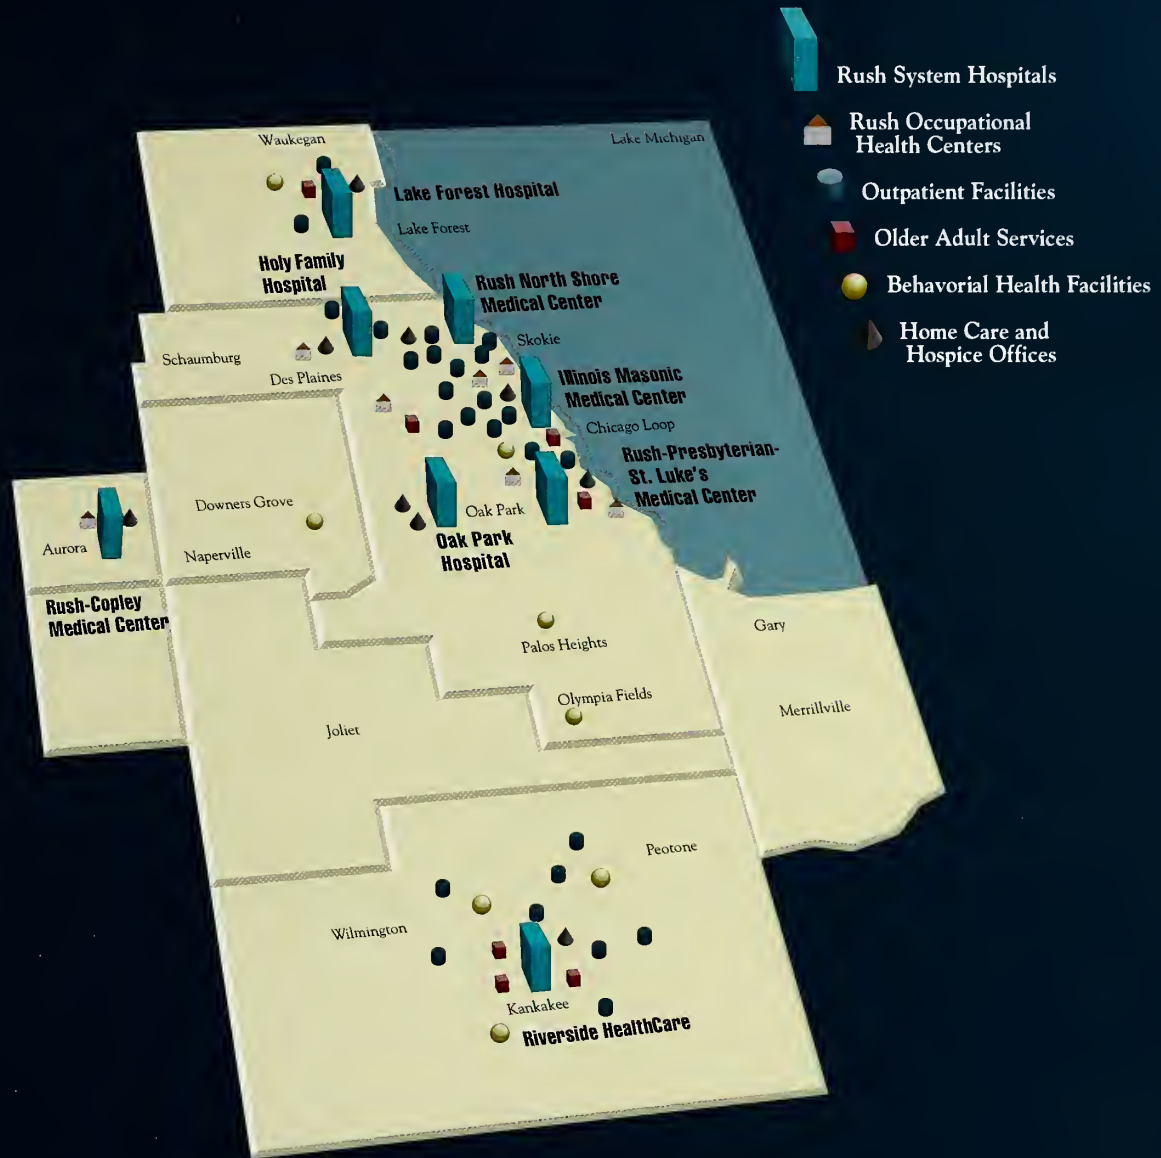 Rush System Hospitals
Rush Occupational
Health Centers
Outpatient Facilities
Older Adult Services
Behavorial Health Facilities
Home Care and
Hospice Offices
Waukegan
Lake Michigan
Lake Forest Hospital
Lake Forest
Holy Family
Hospital
Rush North Shore
Medical Center
Skokie
Schaumburg
Des Plaines
Illinois Masonic
Medical Center
Chicago Loop
Rush-Presbyterian-
St. Luke's
Medical Center
Downers Grove
Oak Park
Oak Park
Hospital
Aurora
Naperville
Rush-Copley
Medical Center
Gary
Palos Heights
Olympia Fields
Merrillville
Joliet
Peotone
Wilmington
Kankakee
Riverside HealthCare